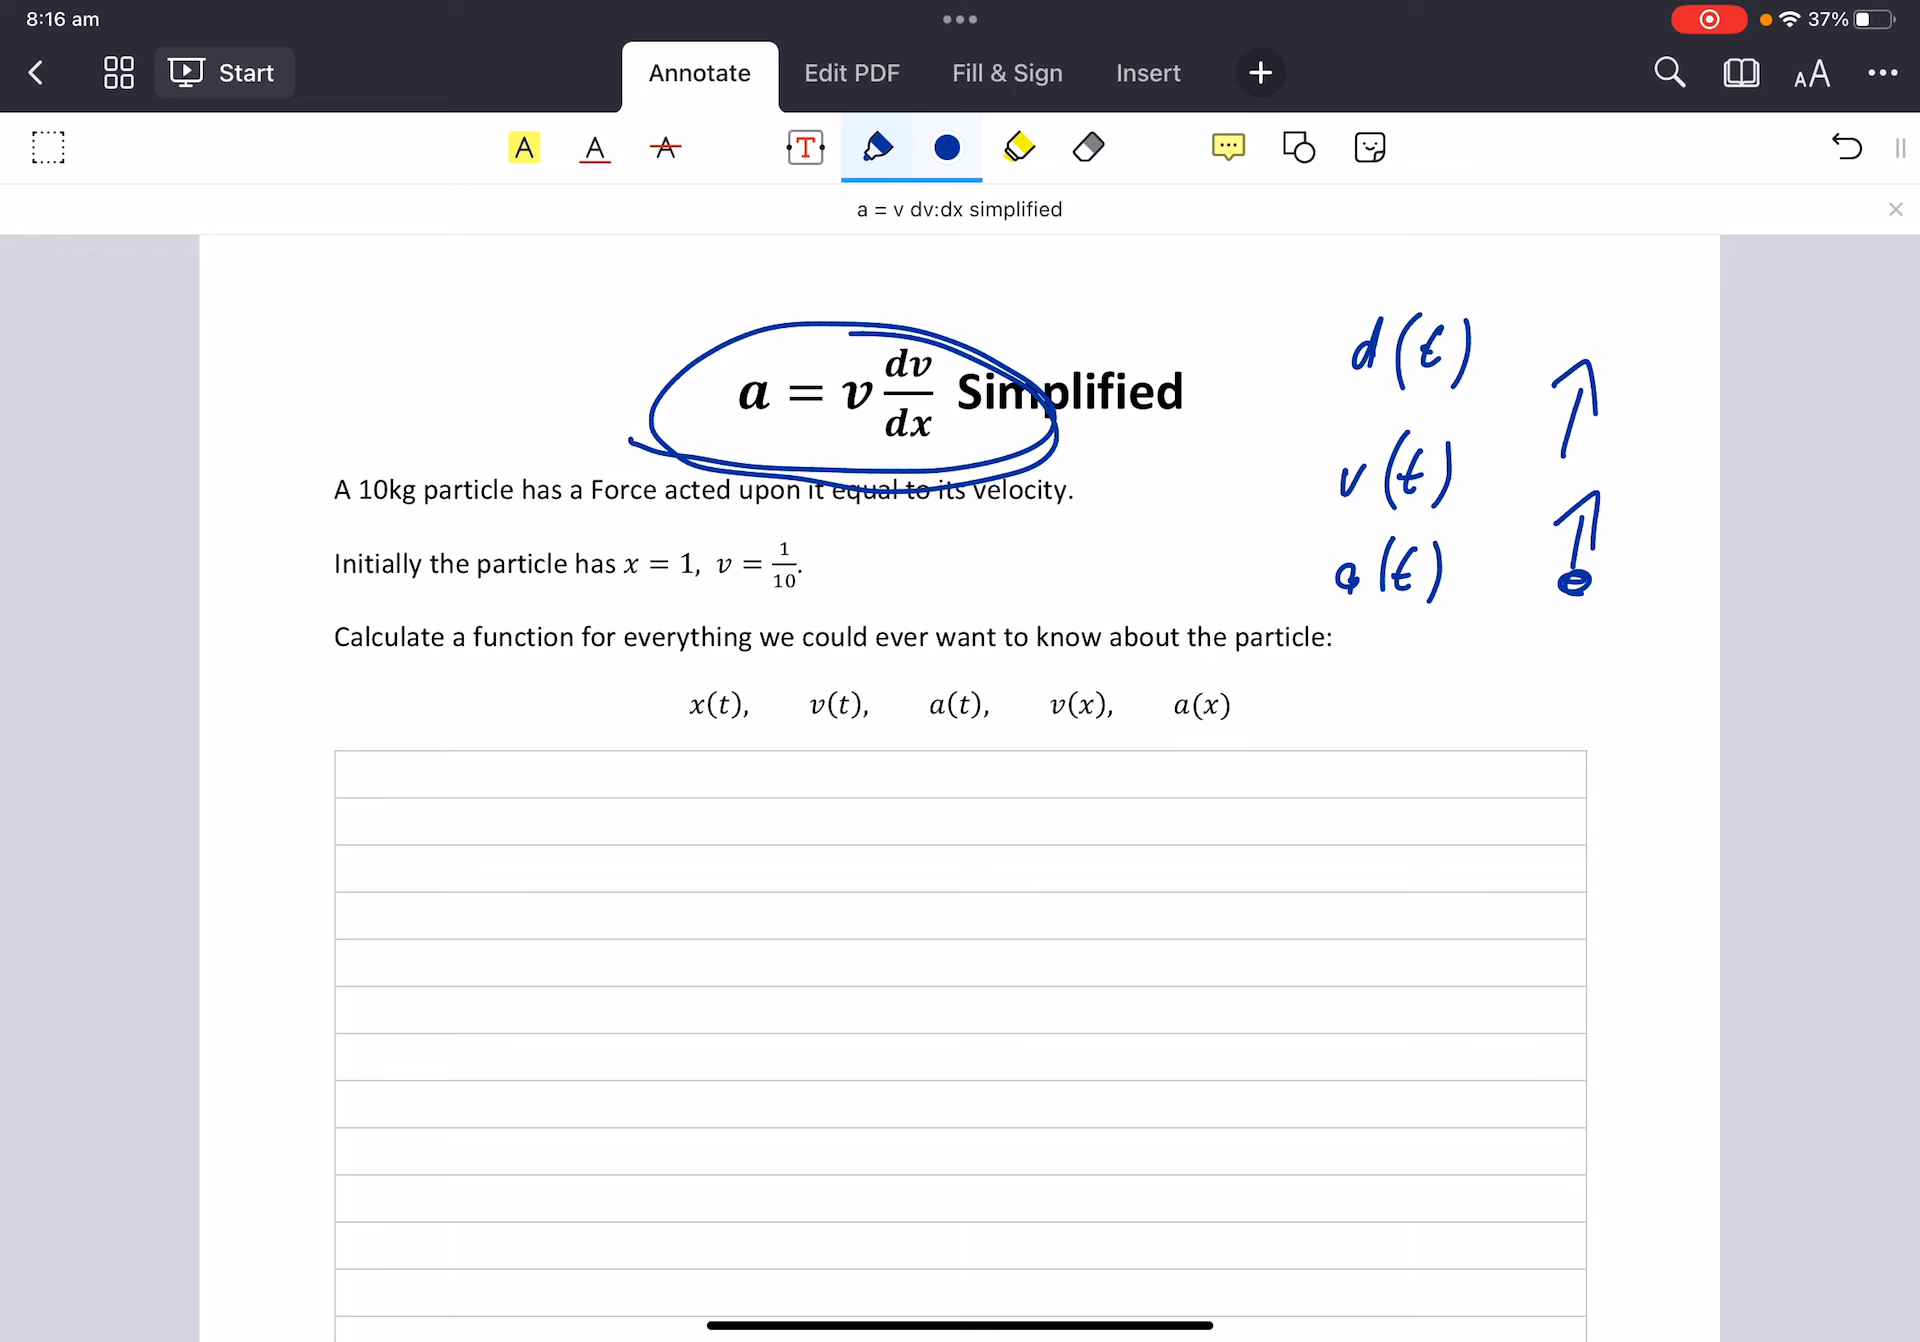 8:16 am
37%
Start
Annotate
Edit PDF
Fill & Sign
Insert
AA
A A A T
a = v dv:dx simplified
a = v dv/dx Simplified
d(t)
v(t)
a(t)
A 10kg particle has a Force acted upon it equal to its velocity.
Initially the particle has x = 1, v = 1/10.
Calculate a function for everything we could ever want to know about the particle:
x(t), v(t), a(t), v(x), a(x)